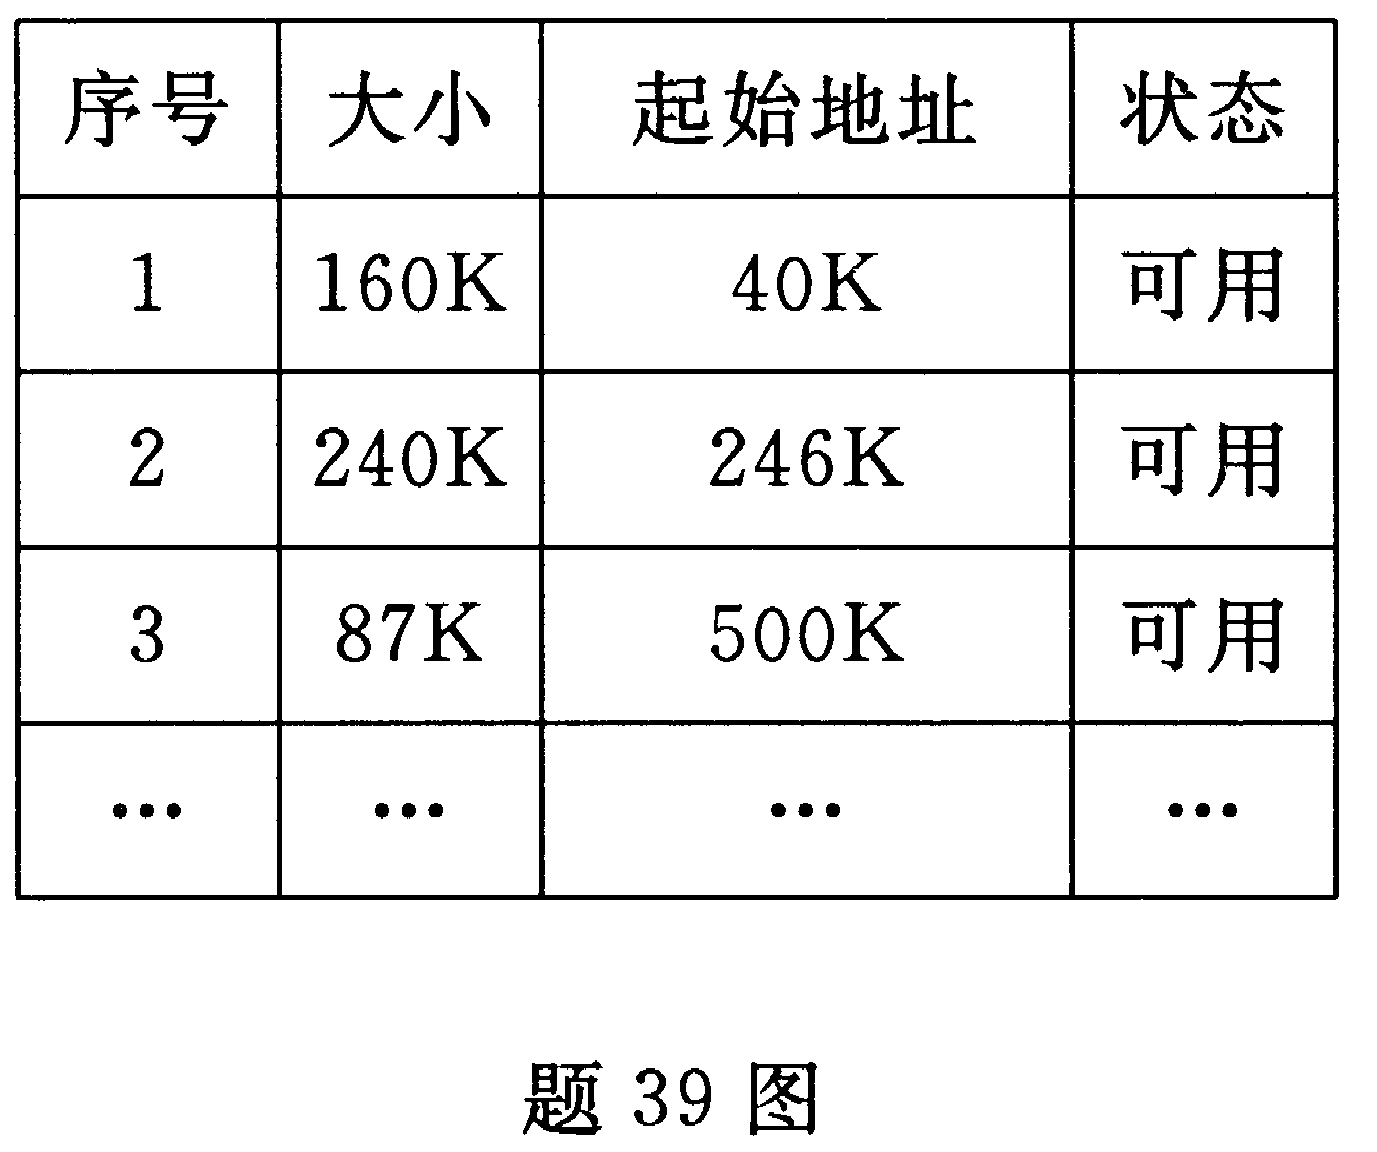 序号 大小 起始地址 状态
1 160K 40K 可用
2 240K 246K 可用
3 87K 500K 可用
… … … …
题 39 图